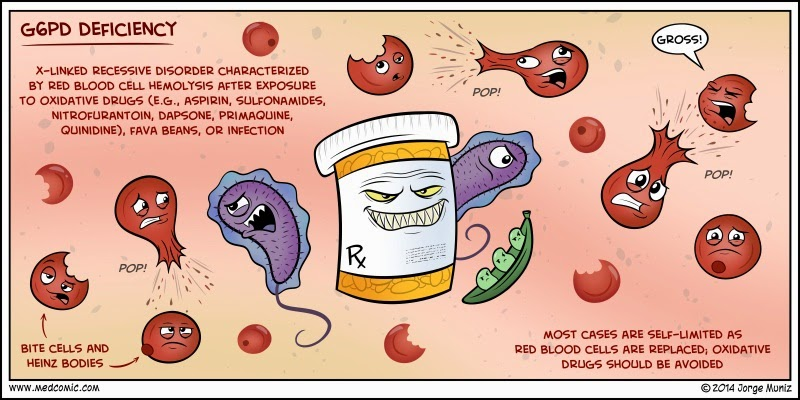 G6PD DEFICIENCY
X-LINKED RECESSIVE DISORDER CHARACTERIZED
BY RED BLOOD CELL HEMOLYSIS AFTER EXPOSURE
TO OXIDATIVE DRUGS (E.G., ASPIRIN, SULFONAMIDES,
NITROFURANTOIN, DAPSONE, PRIMAQUINE,
QUINIDINE), FAVA BEANS, OR INFECTION
POP!
GROSS!
POP!
POP!
Rx
BITE CELLS AND
HEINZ BODIES
MOST CASES ARE SELF-LIMITED AS
RED BLOOD CELLS ARE REPLACED; OXIDATIVE
DRUGS SHOULD BE AVOIDED
www.medcomic.com
© 2014 Jorge Muniz